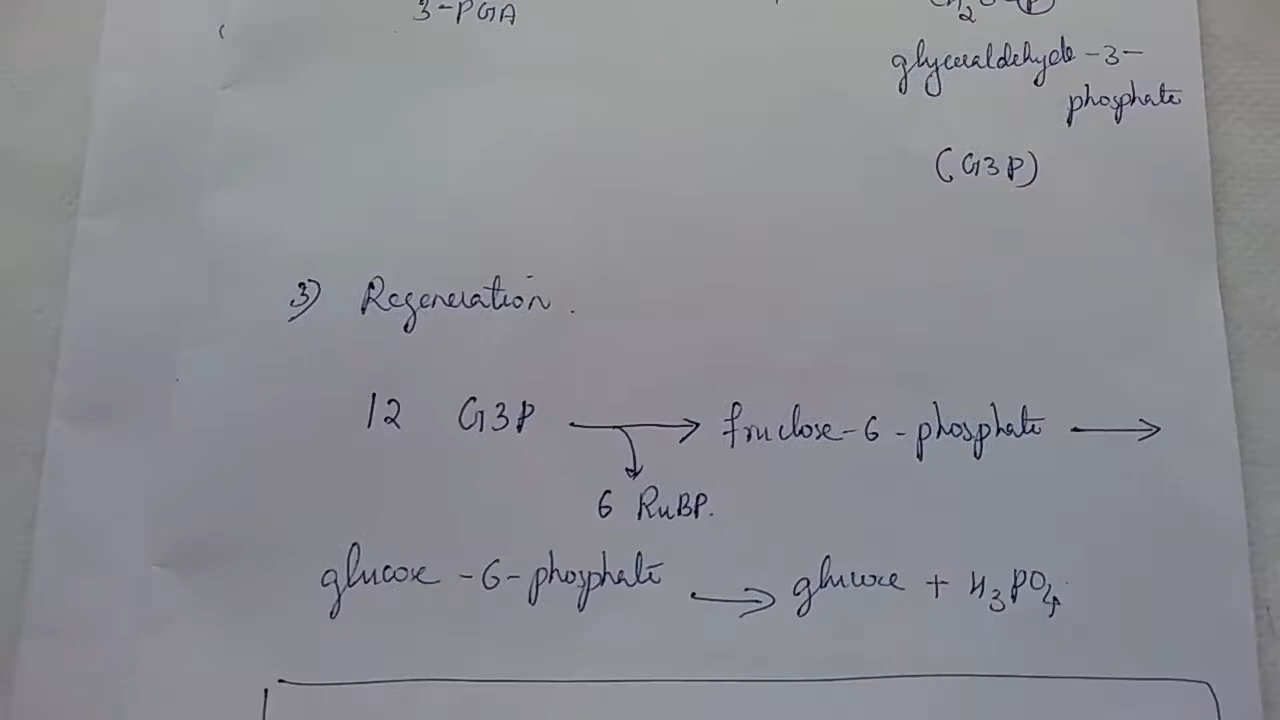 3-PGA
glyceraldehyde-3-
phosphate
(G3P)
3) Regeneration.
12 G3P → fructose-6-phosphate →
6 RuBP.
glucose-6-phosphate → glucose + H₃PO₄.